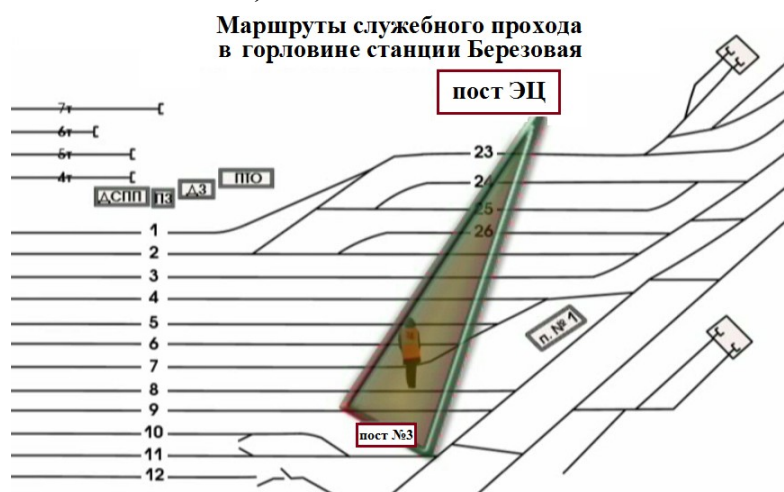 Маршруты служебного прохода
в горловине станции Березовая
пост ЭЦ
7т
6т
5т
4т
ДСПП ПЗ ДЗ ПТО
23
24
25
26
1
2
3
4
5
6
7
8
9
10
11
12
п. № 1
пост №3